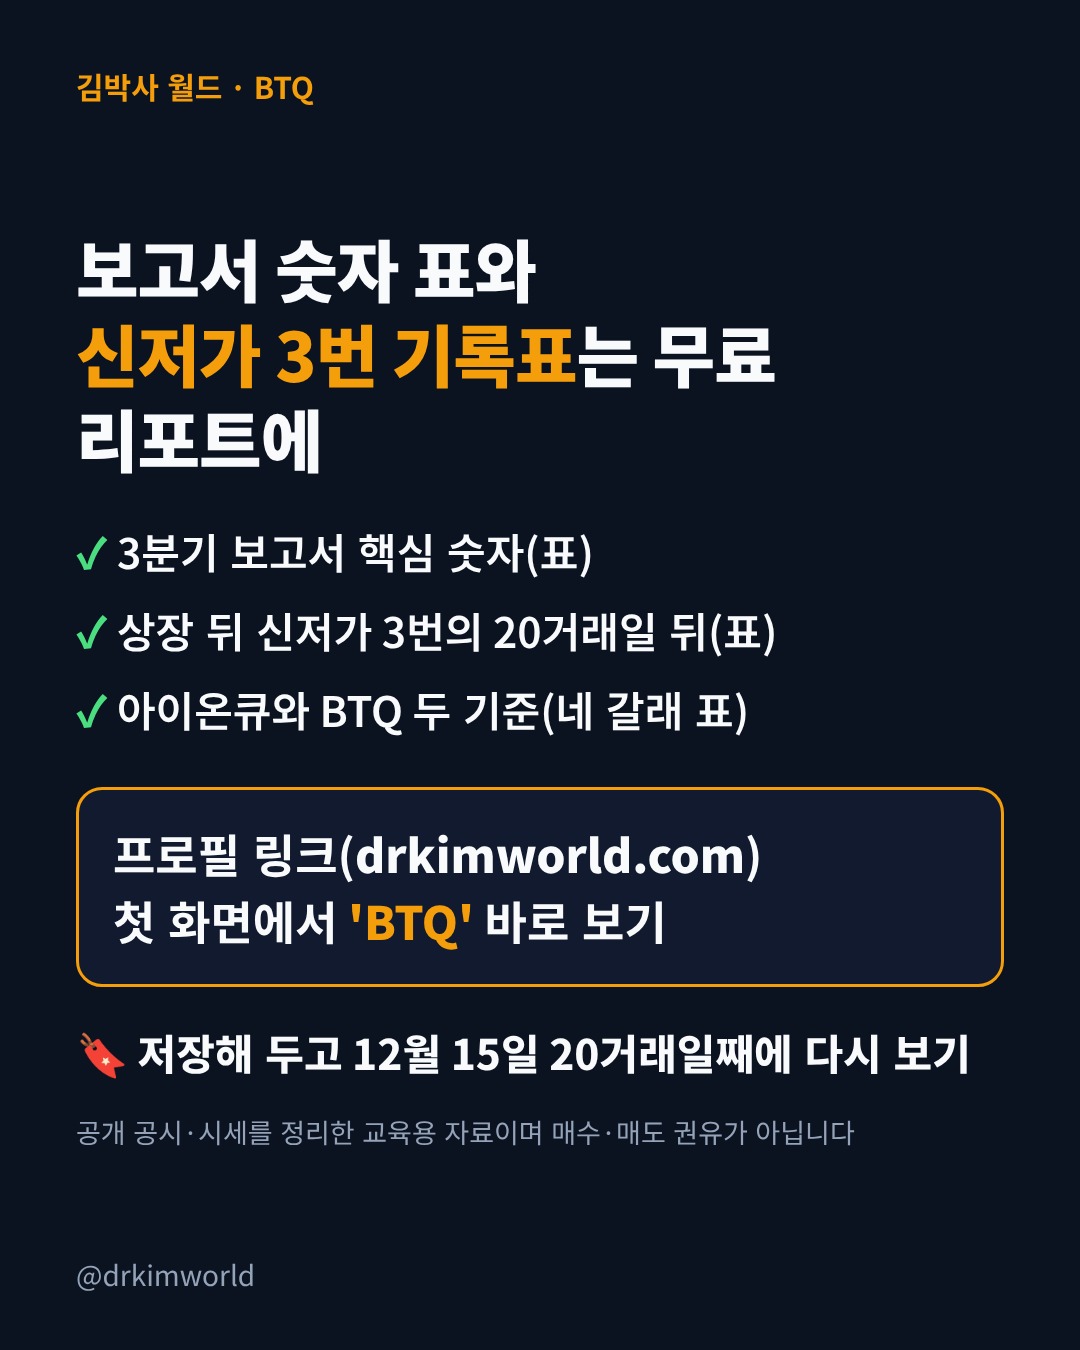 김박사 월드 · BTQ
보고서 숫자 표와
신저가 3번 기록표는 무료
리포트에
✓ 3분기 보고서 핵심 숫자(표)
✓ 상장 뒤 신저가 3번의 20거래일 뒤(표)
✓ 아이온큐와 BTQ 두 기준(네 갈래 표)
프로필 링크(drkimworld.com)
첫 화면에서 'BTQ' 바로 보기
🔖 저장해 두고 12월 15일 20거래일째에 다시 보기
공개 공시·시세를 정리한 교육용 자료이며 매수·매도 권유가 아닙니다
@drkimworld